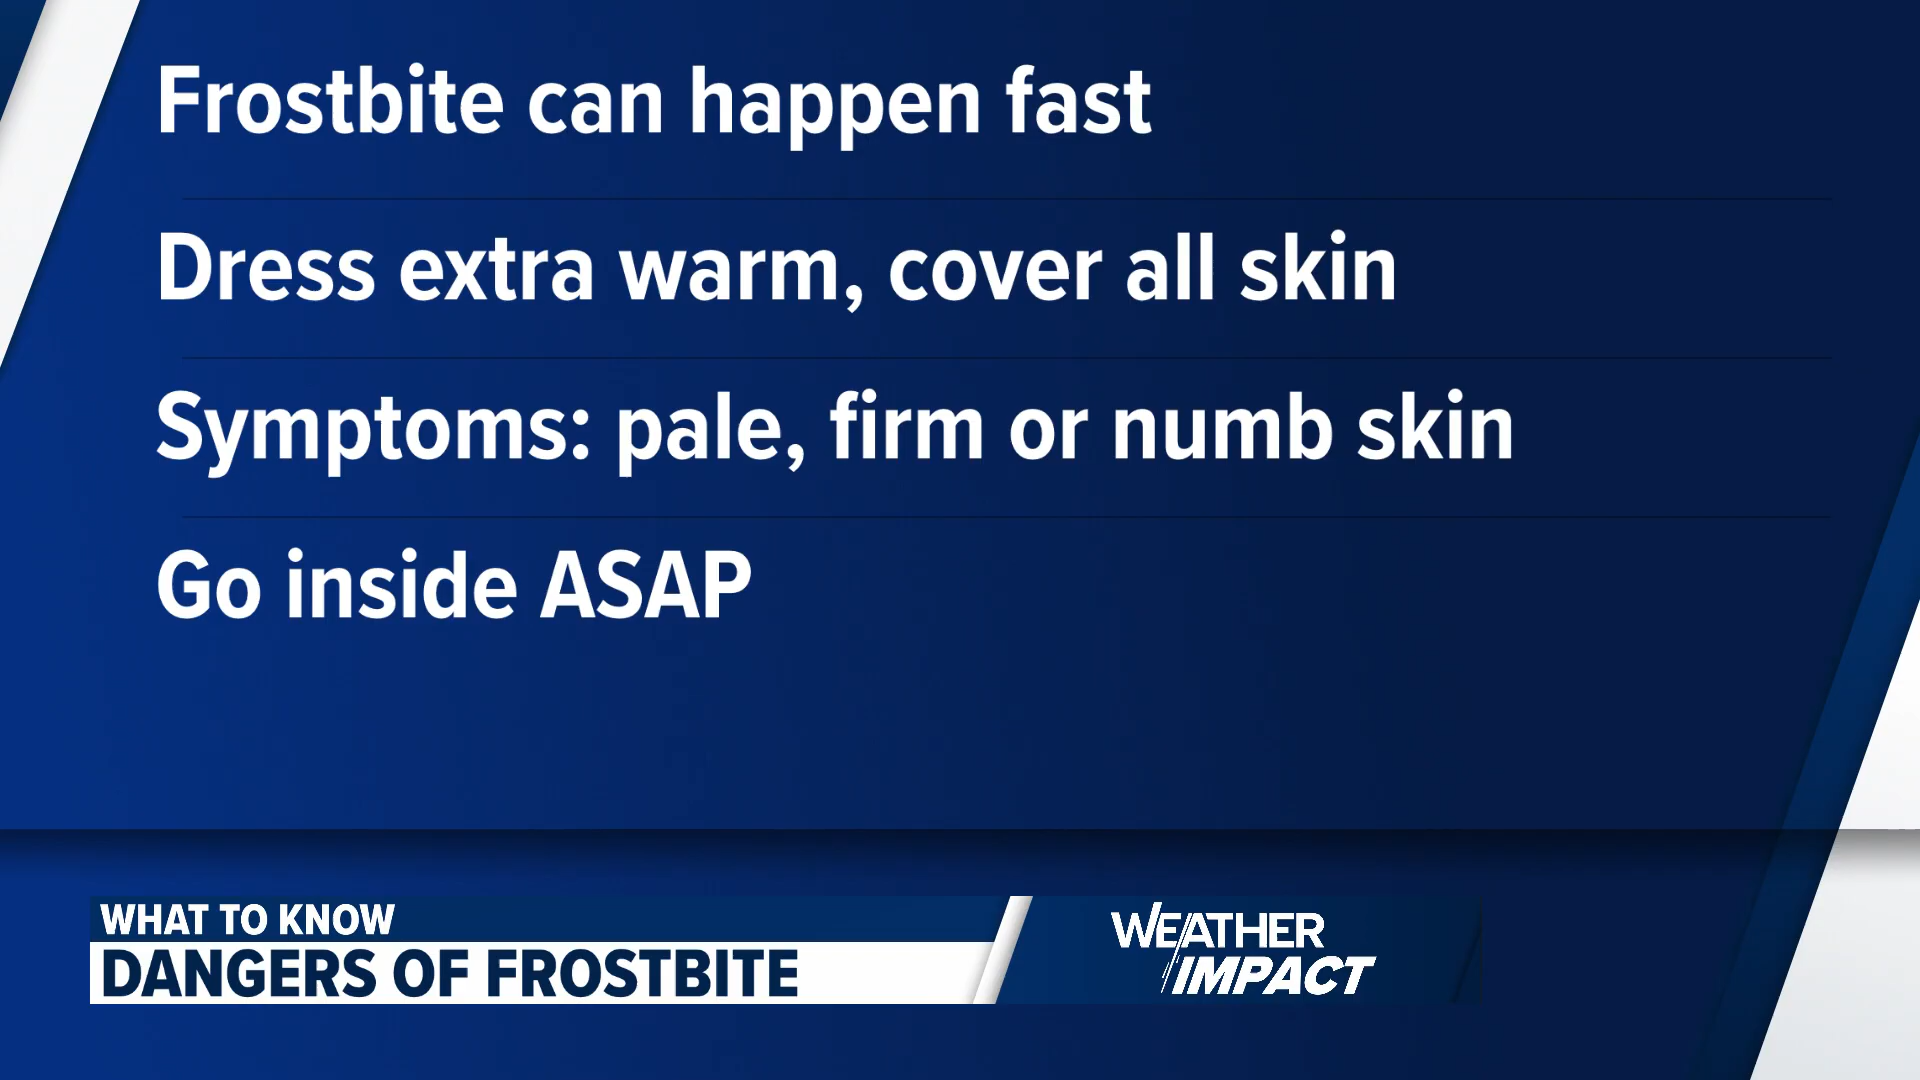 Frostbite can happen fast
Dress extra warm, cover all skin
Symptoms: pale, firm or numb skin
Go inside ASAP
WHAT TO KNOW
DANGERS OF FROSTBITE
WEATHER
IMPACT